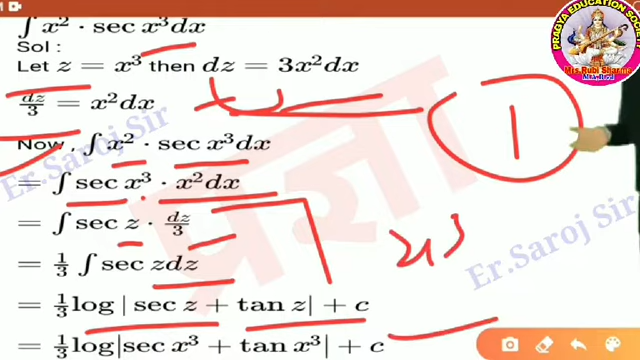 PRAGYA EDUCATION SOCIETY
∫ x² · sec x³dx
Sol :
Let z = x³ then dz = 3x²dx
dz/3 = x²dx
Now , ∫ x² · sec x³dx
= ∫ sec x³ · x²dx
= ∫ sec z · dz/3
= 1/3 ∫ sec zdz
= 1/3 log | sec z + tan z| + c
= 1/3 log|sec x³ + tan x³| + c
1
प्रज्ञा
Er.Saroj Sir
Er.Saroj Sir